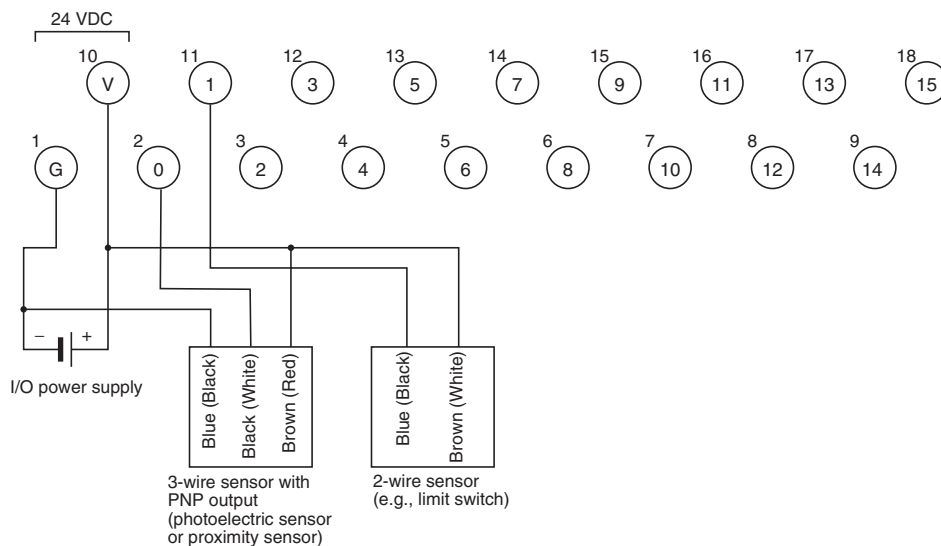 24 VDC
10 11 12 13 14 15 16 17 18
V 1 3 5 7 9 11 13 15
1 2 3 4 5 6 7 8 9
G 0 2 4 6 8 10 12 14
– +
I/O power supply
Blue (Black)
Black (White)
Brown (Red)
Blue (Black)
Brown (White)
3-wire sensor with
PNP output
(photoelectric sensor
or proximity sensor)
2-wire sensor
(e.g., limit switch)